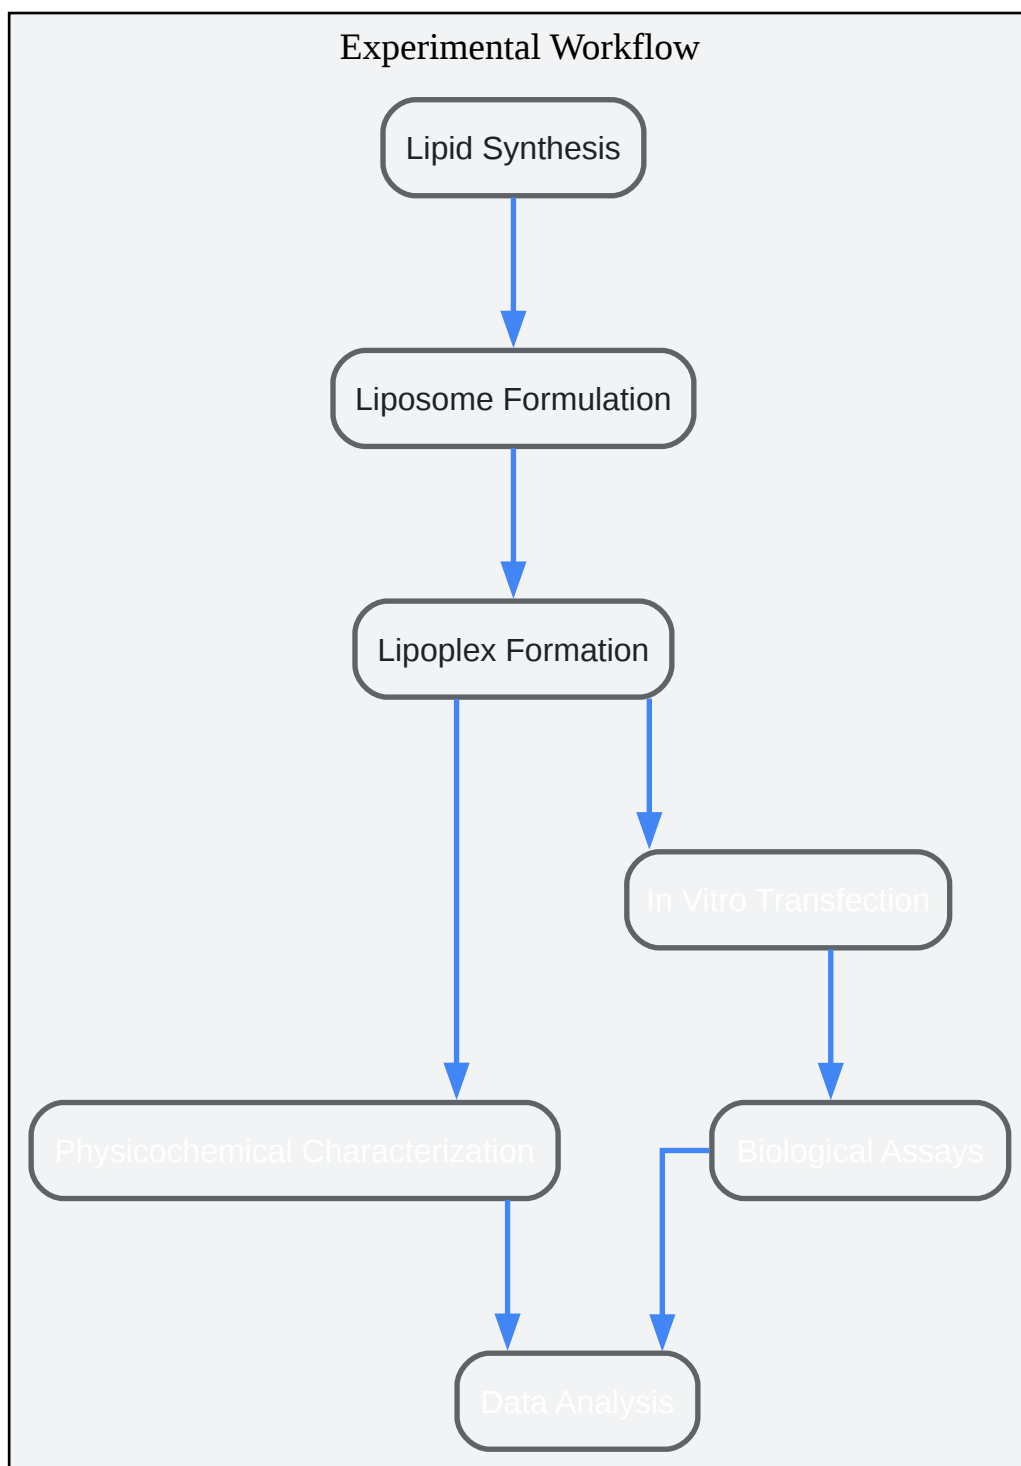 Experimental Workflow
Lipid Synthesis
Liposome Formulation
Lipoplex Formation
In Vitro Transfection
Physicochemical Characterization
Biological Assays
Data Analysis